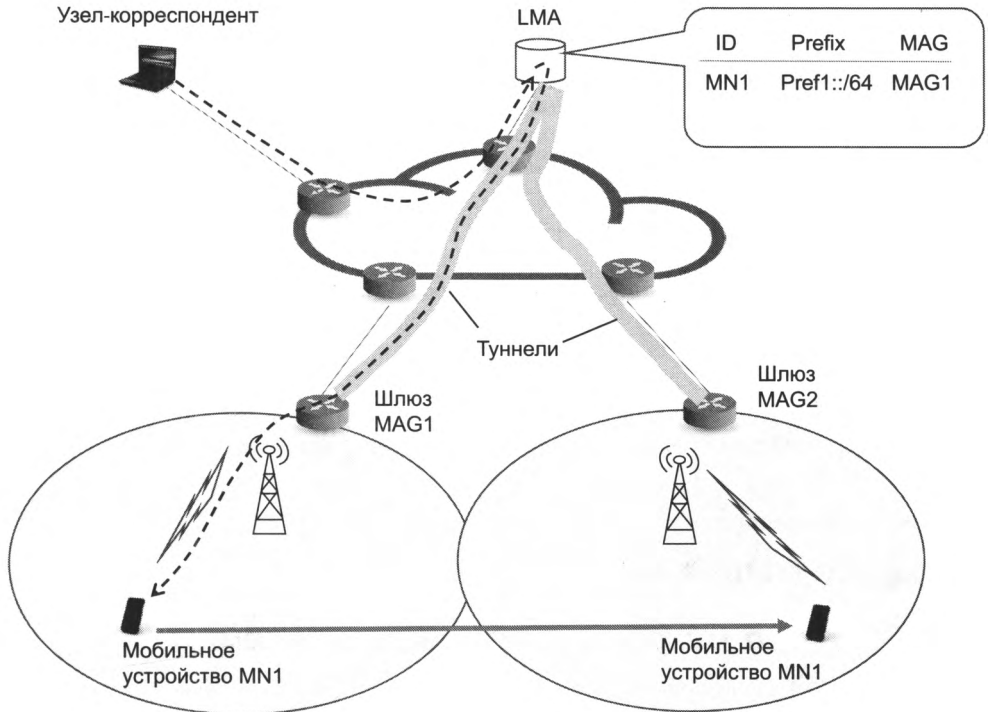 Узел-корреспондент
LMA
ID Prefix MAG
MN1 Pref1::/64 MAG1
Туннели
Шлюз
MAG1
Шлюз
MAG2
Мобильное
устройство MN1
Мобильное
устройство MN1